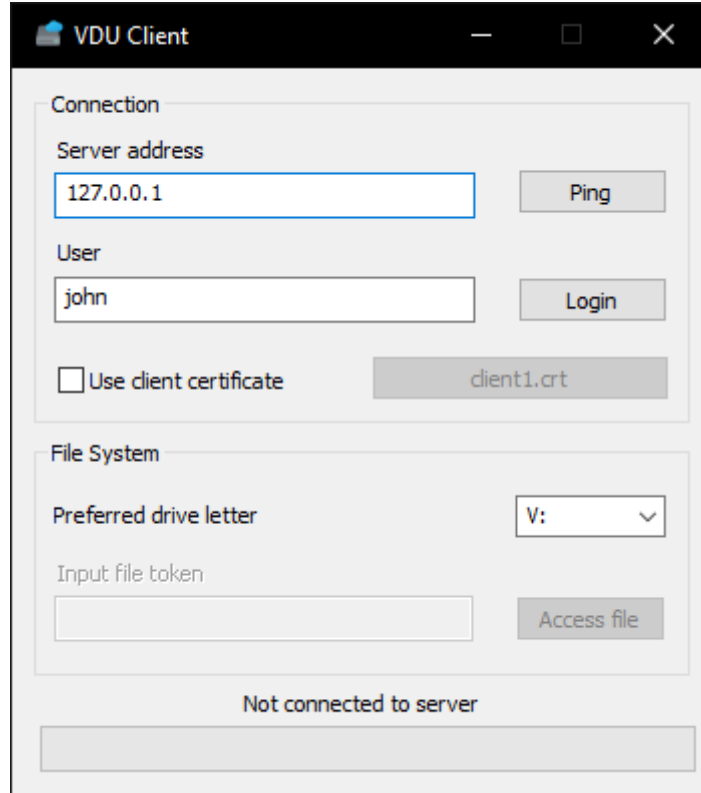 VDU Client
Connection
Server address
127.0.0.1
Ping
User
john
Login
Use client certificate
client1.crt
File System
Preferred drive letter
V:
Input file token
Access file
Not connected to server